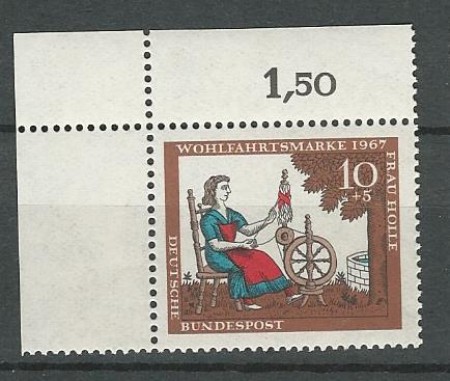 1,50
WOHLFAHRTSMARKE 1967
10
+5
FRAU HOLLE
DEUTSCHE
BUNDESPOST